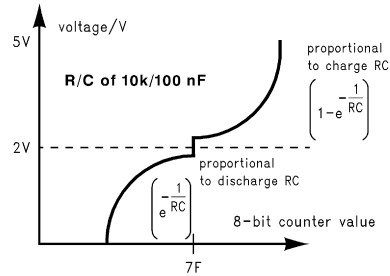 voltage/V
5V
proportional
to charge RC
R/C of 10k/100 nF
(1-e^-1/RC)
2V
proportional
to discharge RC
(e^-1/RC)
8-bit counter value
7F